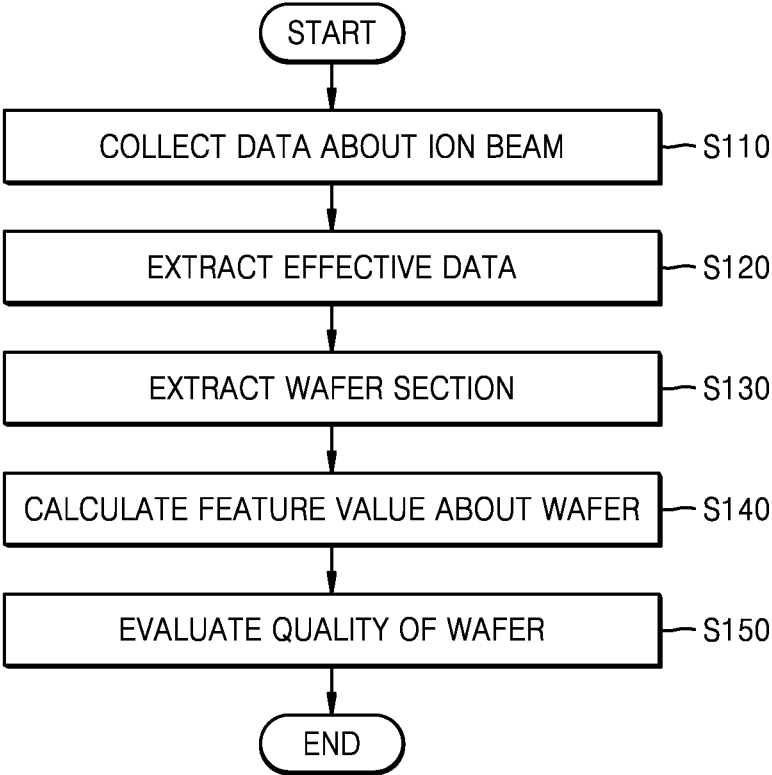 START
COLLECT DATA ABOUT ION BEAM
S110
EXTRACT EFFECTIVE DATA
S120
EXTRACT WAFER SECTION
S130
CALCULATE FEATURE VALUE ABOUT WAFER
S140
EVALUATE QUALITY OF WAFER
S150
END